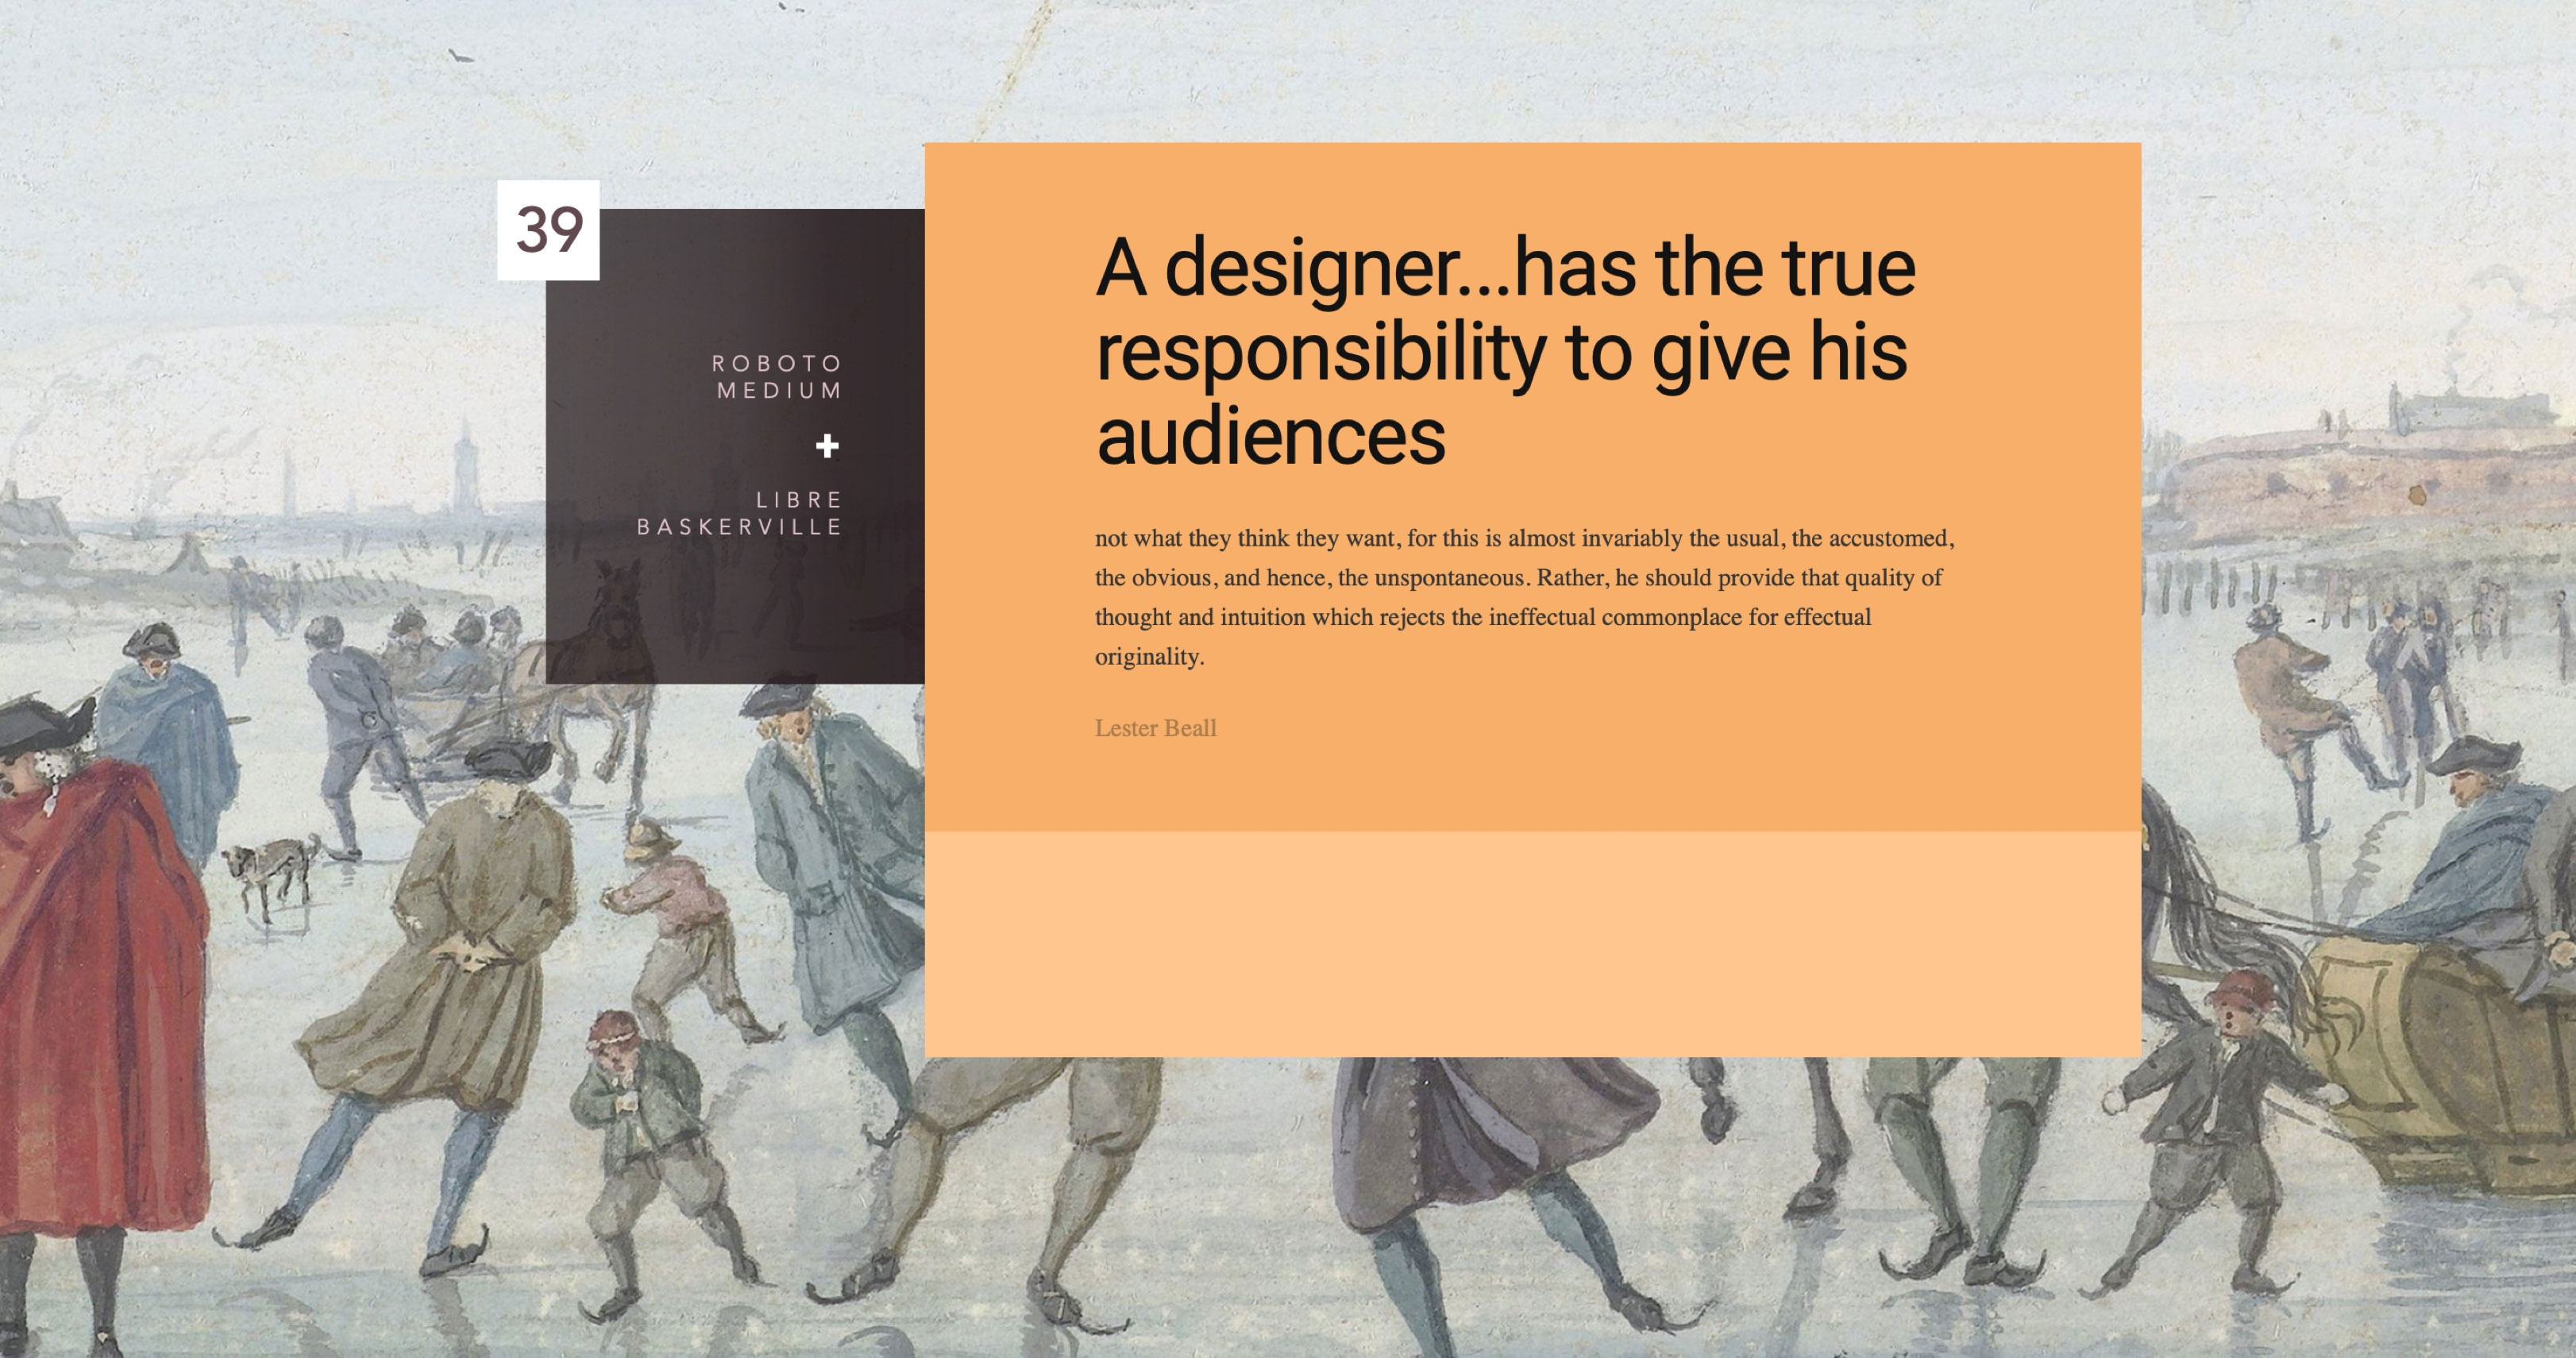 39
ROBOTO
MEDIUM
+
LIBRE
BASKERVILLE
A designer...has the true
responsibility to give his
audiences
not what they think they want, for this is almost invariably the usual, the accustomed,
the obvious, and hence, the unspontaneous. Rather, he should provide that quality of
thought and intuition which rejects the ineffectual commonplace for effectual
originality.
Lester Beall